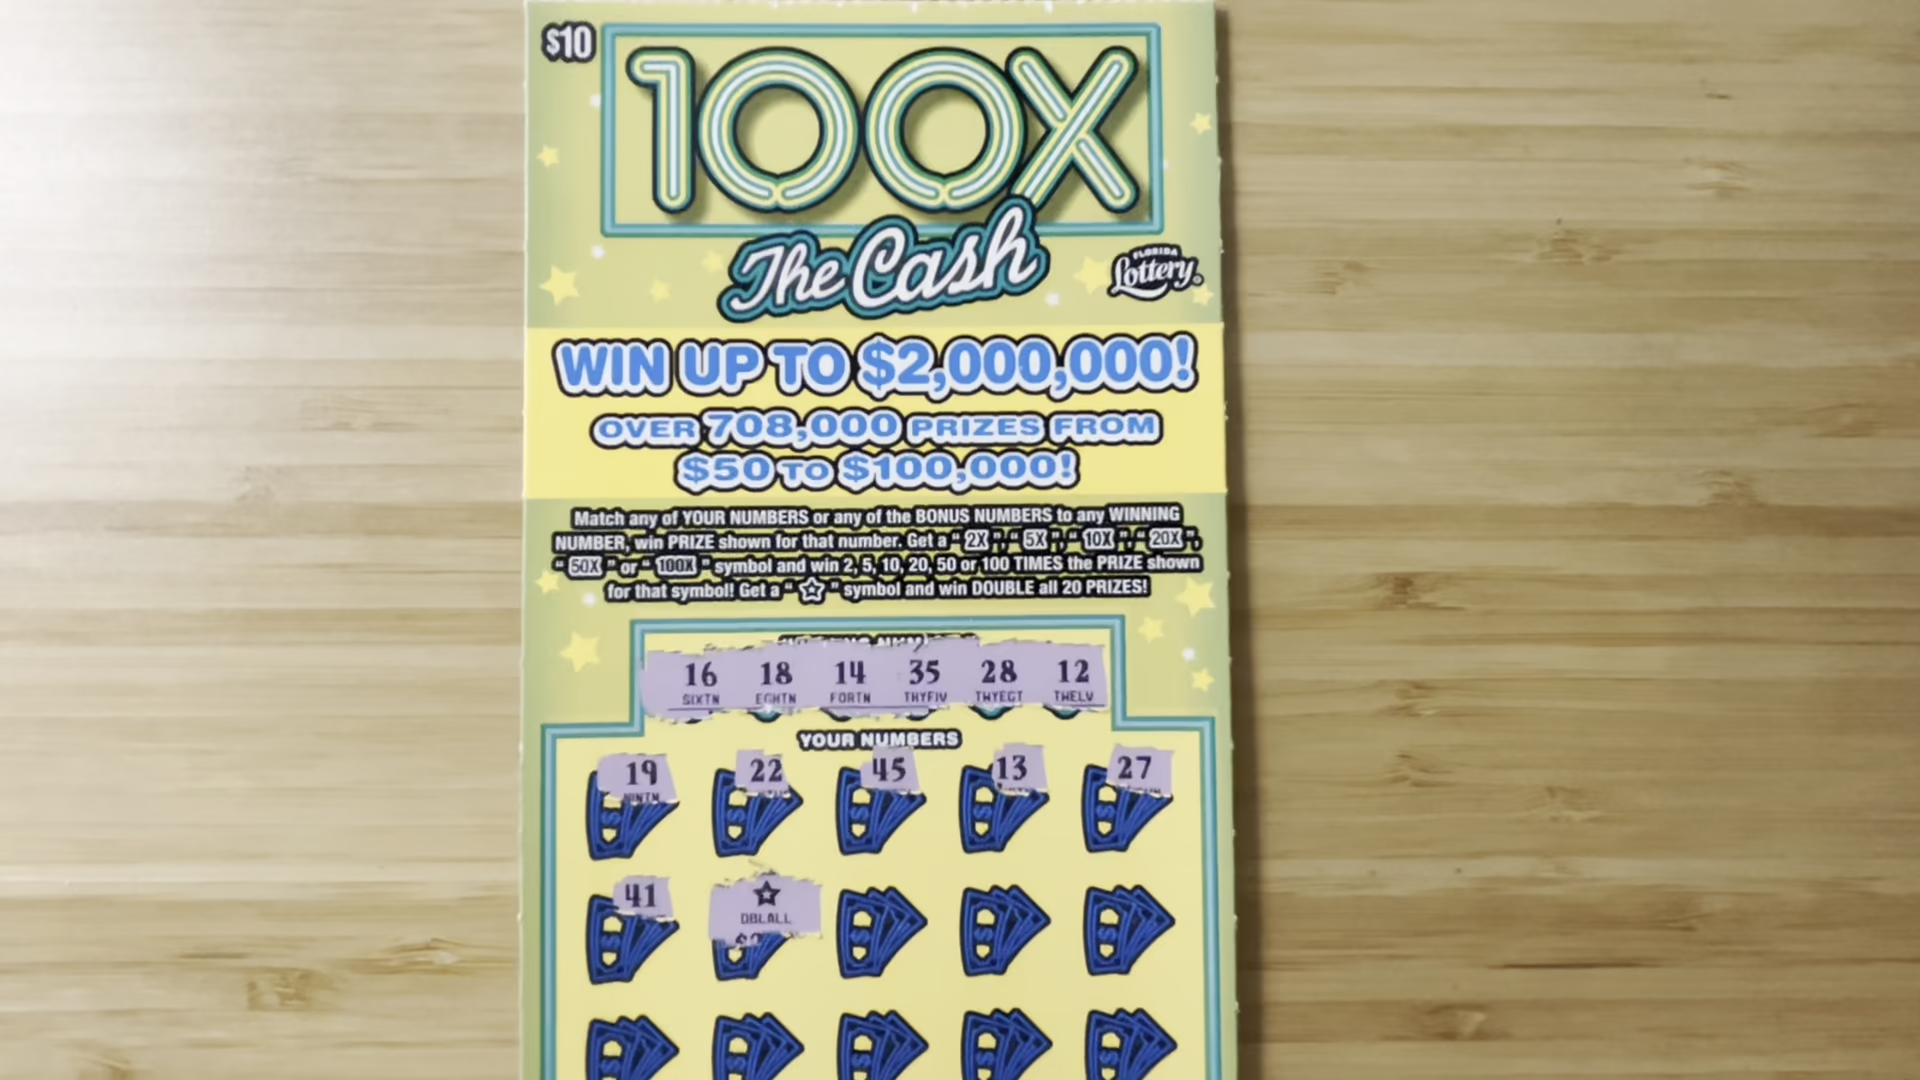 $10
100X
The Cash
FLORIDA
Lottery
WIN UP TO $2,000,000!
OVER 708,000 PRIZES FROM
$50 TO $100,000!
Match any of YOUR NUMBERS or any of the BONUS NUMBERS to any WINNING
NUMBER, win PRIZE shown for that number. Get a "2X", "5X", "10X", "20X",
"50X" or "100X" symbol and win 2, 5, 10, 20, 50 or 100 TIMES the PRIZE shown
for that symbol! Get a "☆" symbol and win DOUBLE all 20 PRIZES!
16 18 14 35 28 12
SIXTN EGHTN FORTN THYFIV TWYEGT TWELV
YOUR NUMBERS
19 22 45 13 27
NINTN
41 ☆
DBLALL